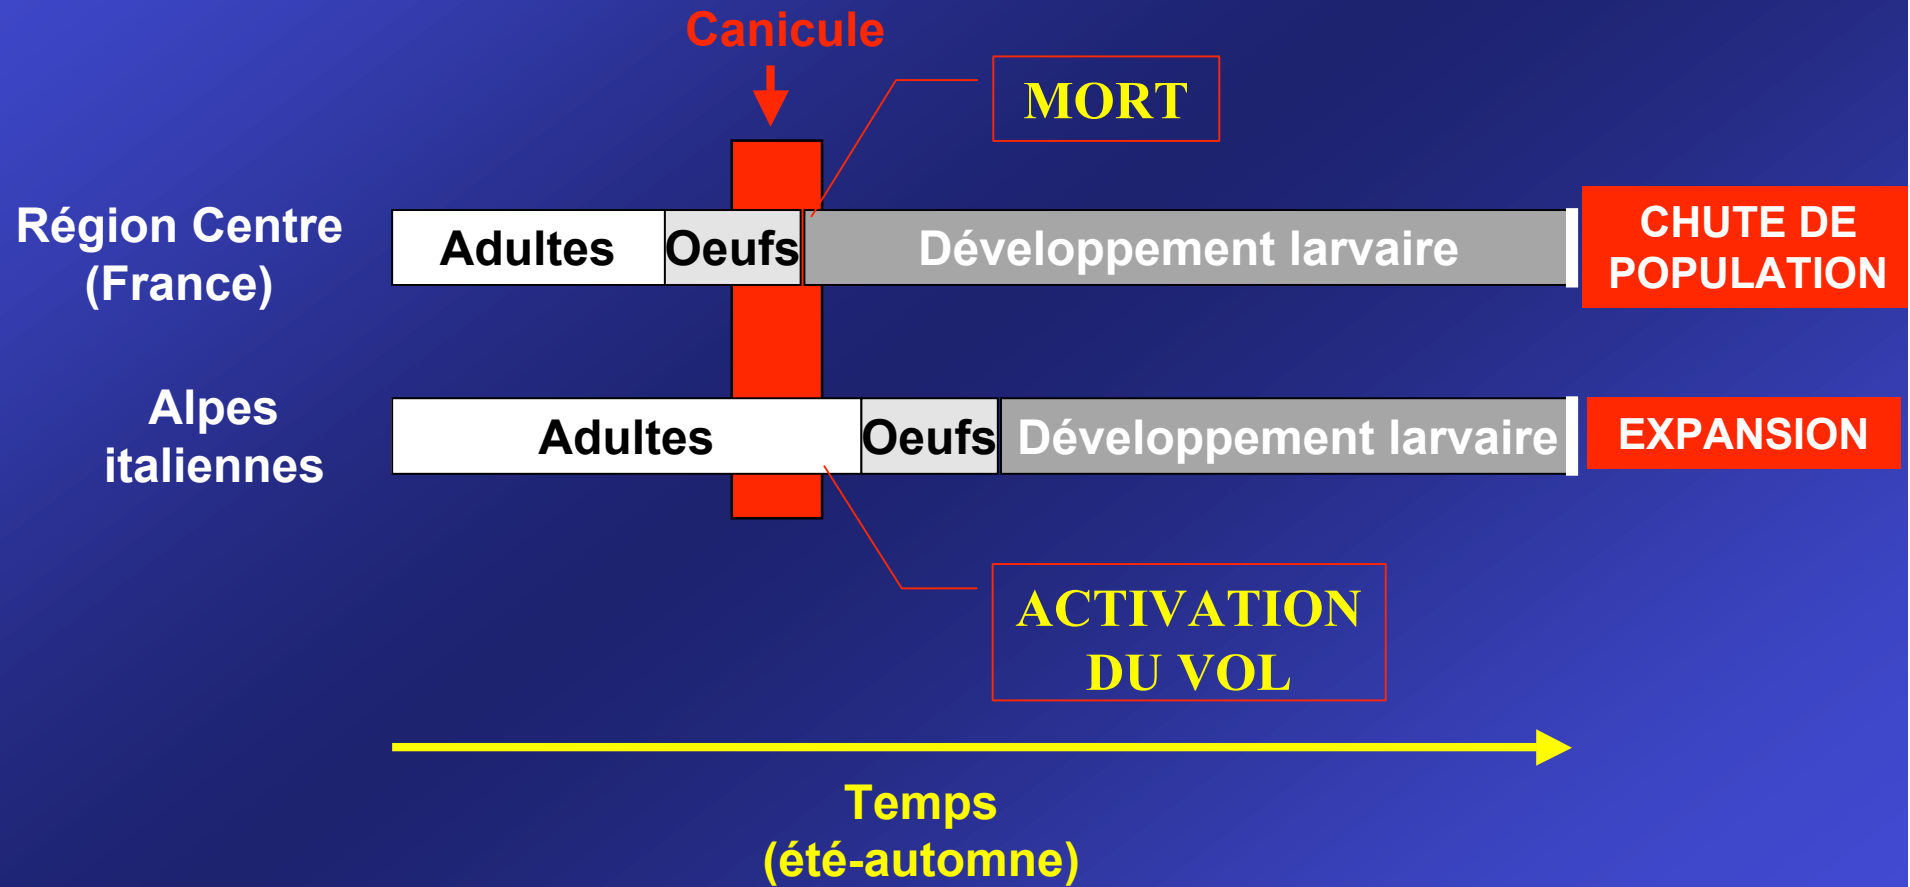 Canicule
MORT
Région Centre
(France)
Adultes
Oeufs
Développement larvaire
CHUTE DE
POPULATION
Alpes
italiennes
Adultes
Oeufs
Développement larvaire
EXPANSION
ACTIVATION
DU VOL
Temps
(été-automne)